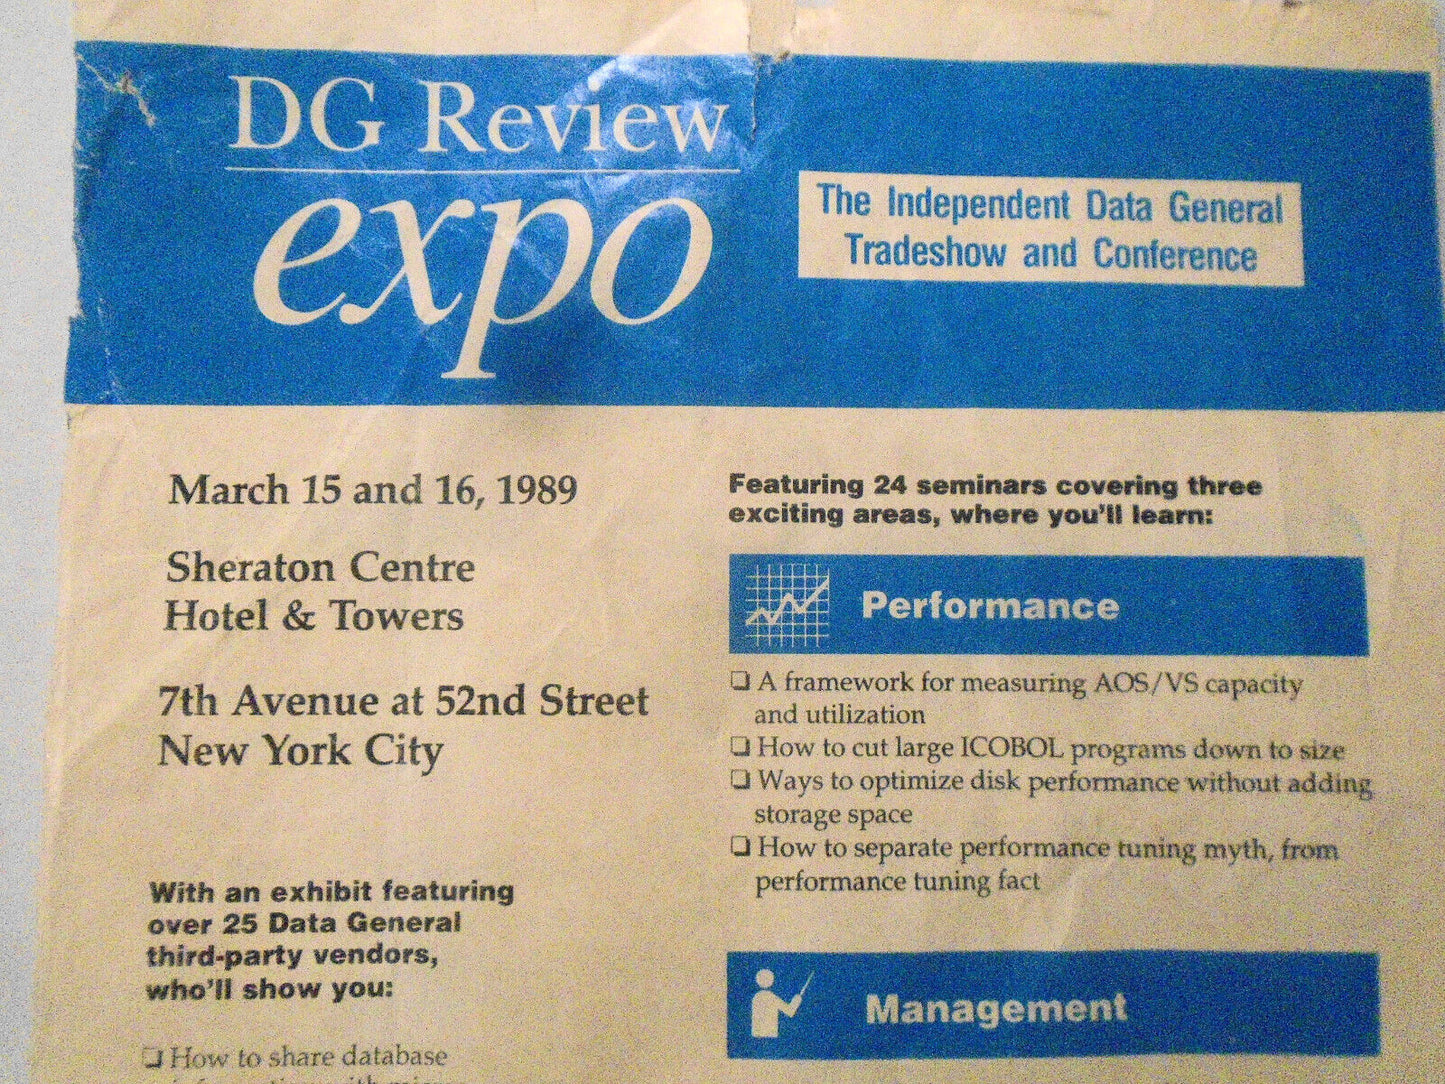 DG Review
expo
The Independent Data General
Tradeshow and Conference
March 15 and 16, 1989
Sheraton Centre
Hotel & Towers
7th Avenue at 52nd Street
New York City
With an exhibit featuring
over 25 Data General
third-party vendors,
who'll show you:
❏ How to share database
Featuring 24 seminars covering three
exciting areas, where you'll learn:
Performance
❏ A framework for measuring AOS/VS capacity
and utilization
❏ How to cut large ICOBOL programs down to size
❏ Ways to optimize disk performance without adding
storage space
❏ How to separate performance tuning myth, from
performance tuning fact
Management